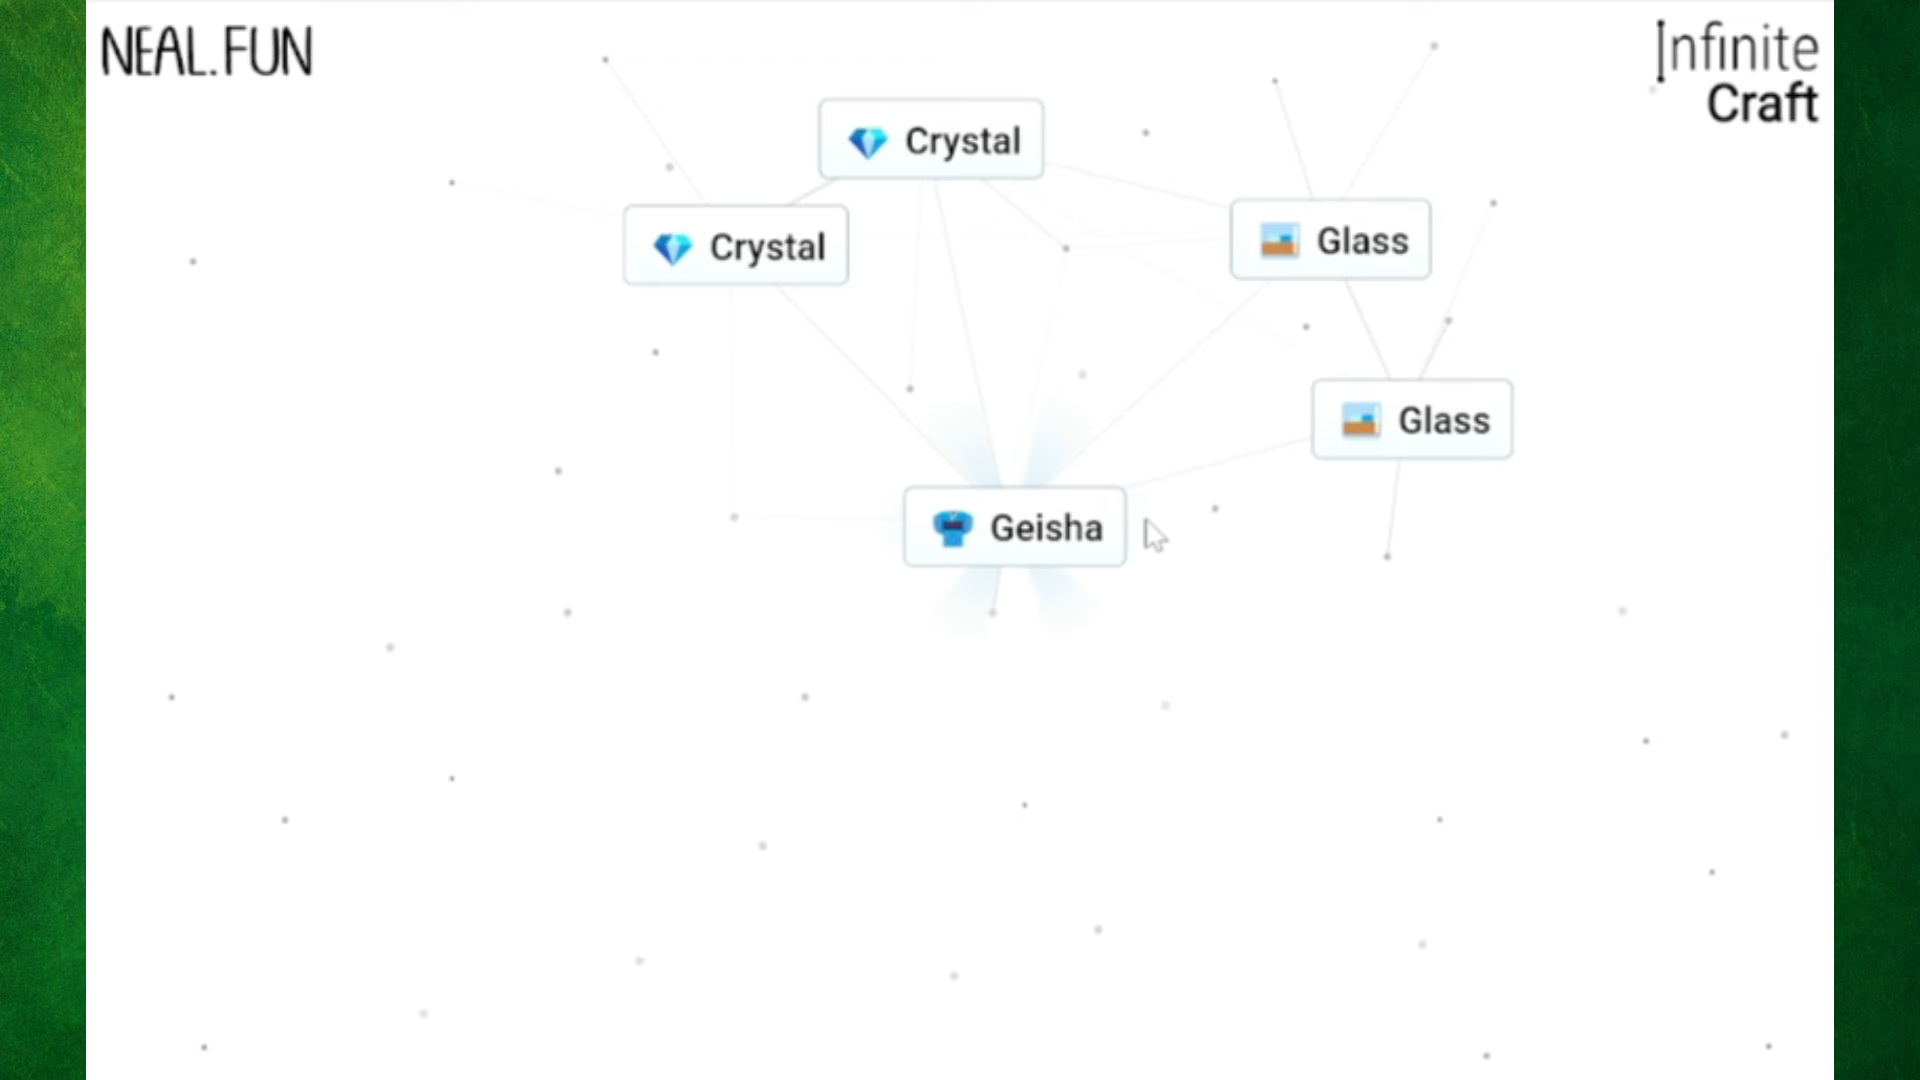 NEAL.FUN
Infinite
Craft
Crystal
Crystal
Glass
Glass
Geisha